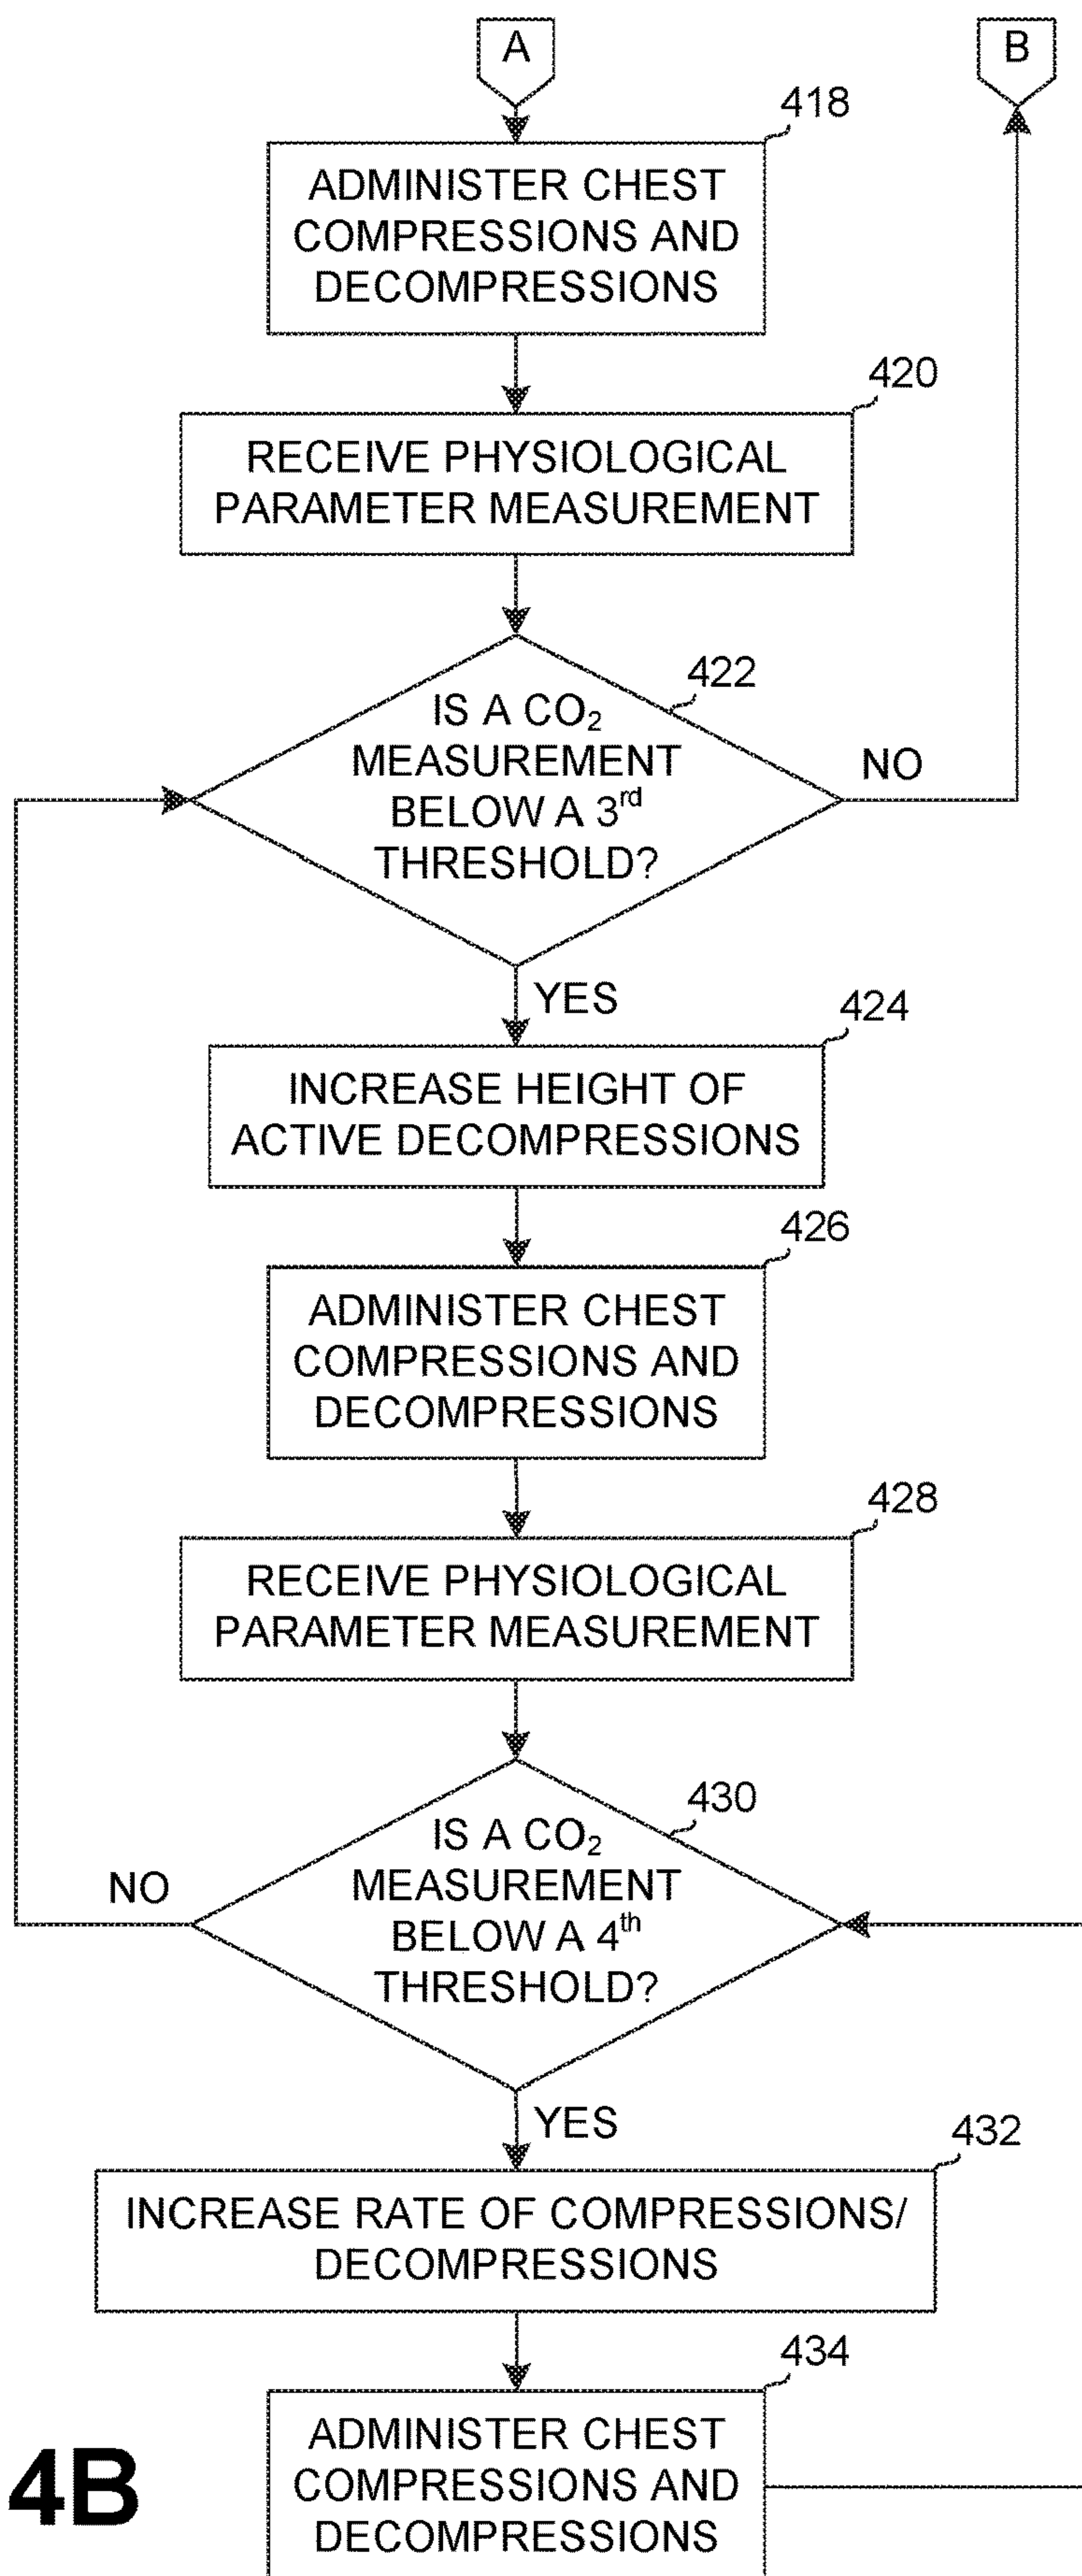 A
B
418
ADMINISTER CHEST
COMPRESSIONS AND
DECOMPRESSIONS
420
RECEIVE PHYSIOLOGICAL
PARAMETER MEASUREMENT
422
IS A CO₂
MEASUREMENT
BELOW A 3rd
THRESHOLD?
NO
YES
424
INCREASE HEIGHT OF
ACTIVE DECOMPRESSIONS
426
ADMINISTER CHEST
COMPRESSIONS AND
DECOMPRESSIONS
428
RECEIVE PHYSIOLOGICAL
PARAMETER MEASUREMENT
430
IS A CO₂
MEASUREMENT
BELOW A 4th
THRESHOLD?
NO
YES
432
INCREASE RATE OF COMPRESSIONS/
DECOMPRESSIONS
434
ADMINISTER CHEST
COMPRESSIONS AND
DECOMPRESSIONS
4B